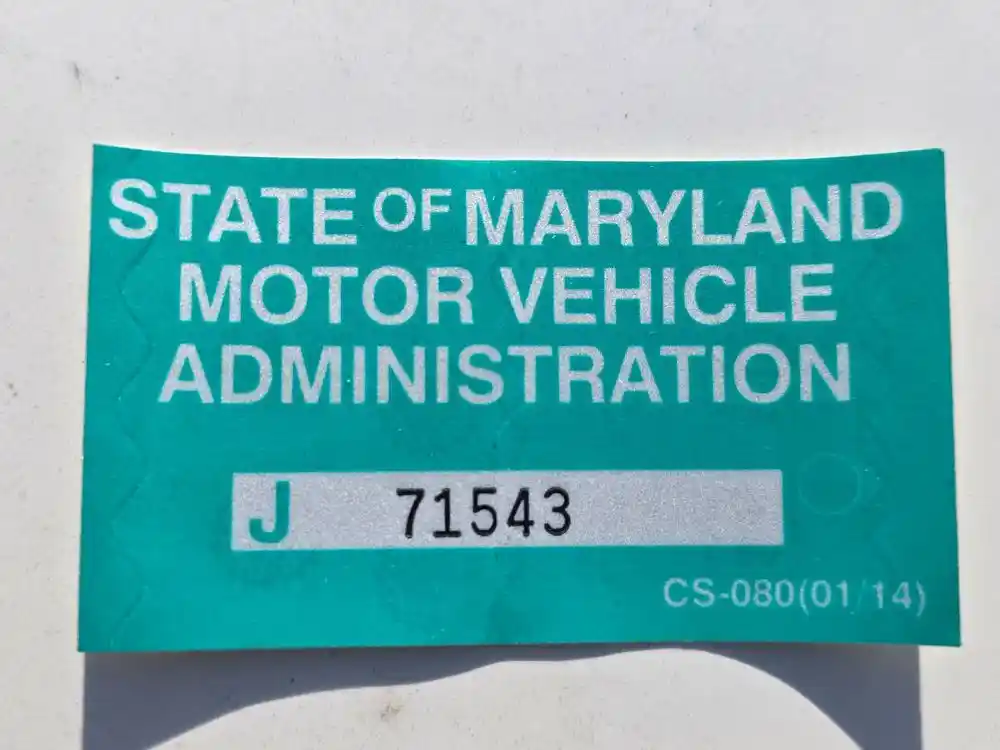 STATE OF MARYLAND
MOTOR VEHICLE
ADMINISTRATION
J 71543
CS-080(01/14)